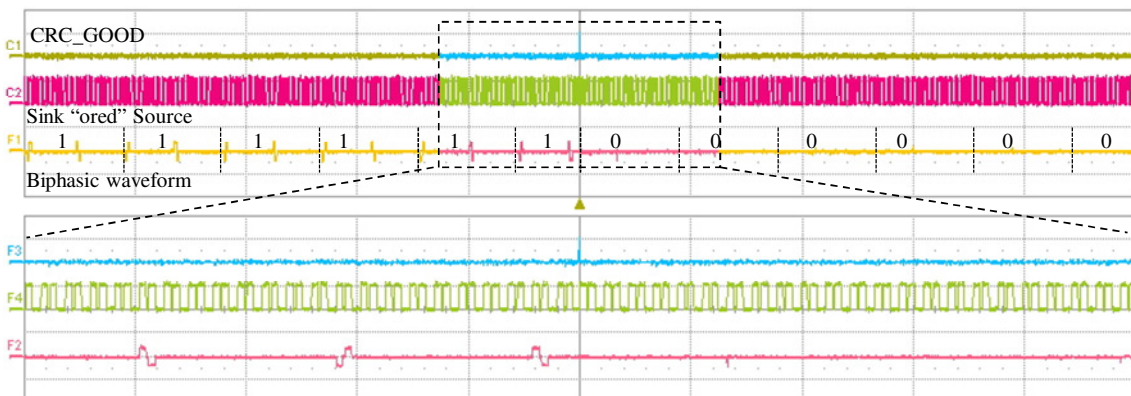 CRC_GOOD
C1
C2
Sink “ored” Source
F1
1 1 1 1 1 1 0 0 0 0 0 0
Biphasic waveform
F3
F4
F2